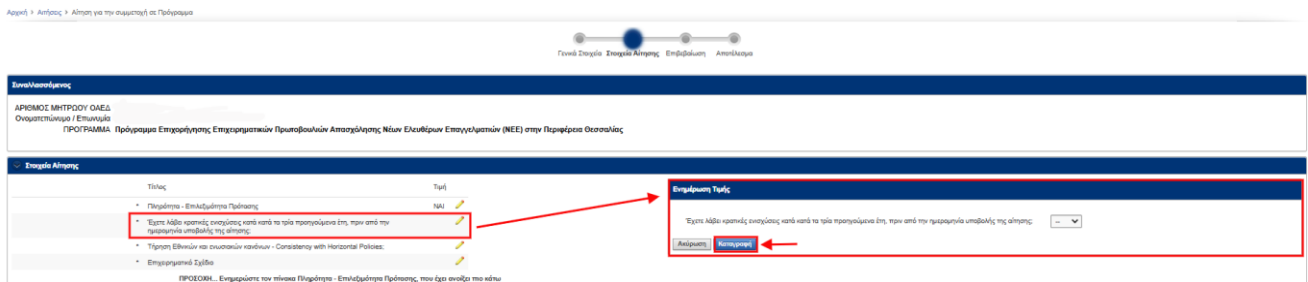 Αρχική › Αιτήσεις › Αίτηση για την συμμετοχή σε Πρόγραμμα
Γενικά Στοιχεία Στοιχεία Αίτησης Επιβεβαίωση Αποτέλεσμα
Συναλλασσόμενος
ΑΡΙΘΜΟΣ ΜΗΤΡΩΟΥ ΟΑΕΔ
Ονοματεπώνυμο / Επωνυμία
ΠΡΟΓΡΑΜΜΑ Πρόγραμμα Επιχορήγησης Επιχειρηματικών Πρωτοβουλιών Απασχόλησης Νέων Ελευθέρων Επαγγελματιών (ΝΕΕ) στην Περιφέρεια Θεσσαλίας
Στοιχεία Αίτησης
Τίτλος Τιμή
* Πληρότητα - Επιλεξιμότητα Πρότασης ΝΑΙ
* Έχετε λάβει κρατικές ενισχύσεις κατά κατά τα τρία προηγούμενα έτη, πριν από την
ημερομηνία υποβολής της αίτησης;
* Τήρηση Εθνικών και ενωσιακών κανόνων - Consistency with Horizontal Policies;
* Επιχειρηματικό Σχέδιο
ΠΡΟΣΟΧΗ... Ενημερώστε τον πίνακα Πληρότητα - Επιλεξιμότητα Πρότασης, που έχει ανοίξει πιο κάτω
Ενημέρωση Τιμής
Έχετε λάβει κρατικές ενισχύσεις κατά κατά τα τρία προηγούμενα έτη, πριν από την ημερομηνία υποβολής της αίτησης; --
Ακύρωση Καταγραφή